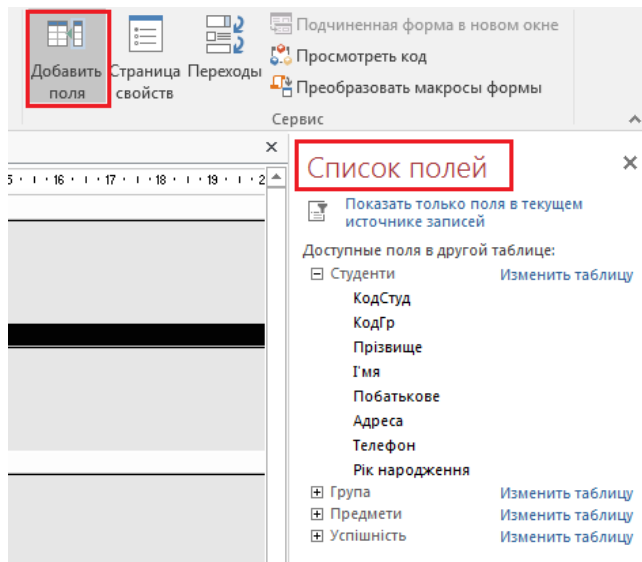 Добавить поля
Страница свойств
Переходы
Подчиненная форма в новом окне
Просмотреть код
Преобразовать макросы формы
Сервис
5 · ı · 16 · ı · 17 · ı · 18 · ı · 19 · ı · 2
Список полей
Показать только поля в текущем
источнике записей
Доступные поля в другой таблице:
Студенти Изменить таблицу
КодСтуд
КодГр
Прізвище
І'мя
Побатькове
Адреса
Телефон
Рік народження
Група Изменить таблицу
Предмети Изменить таблицу
Успішність Изменить таблицу